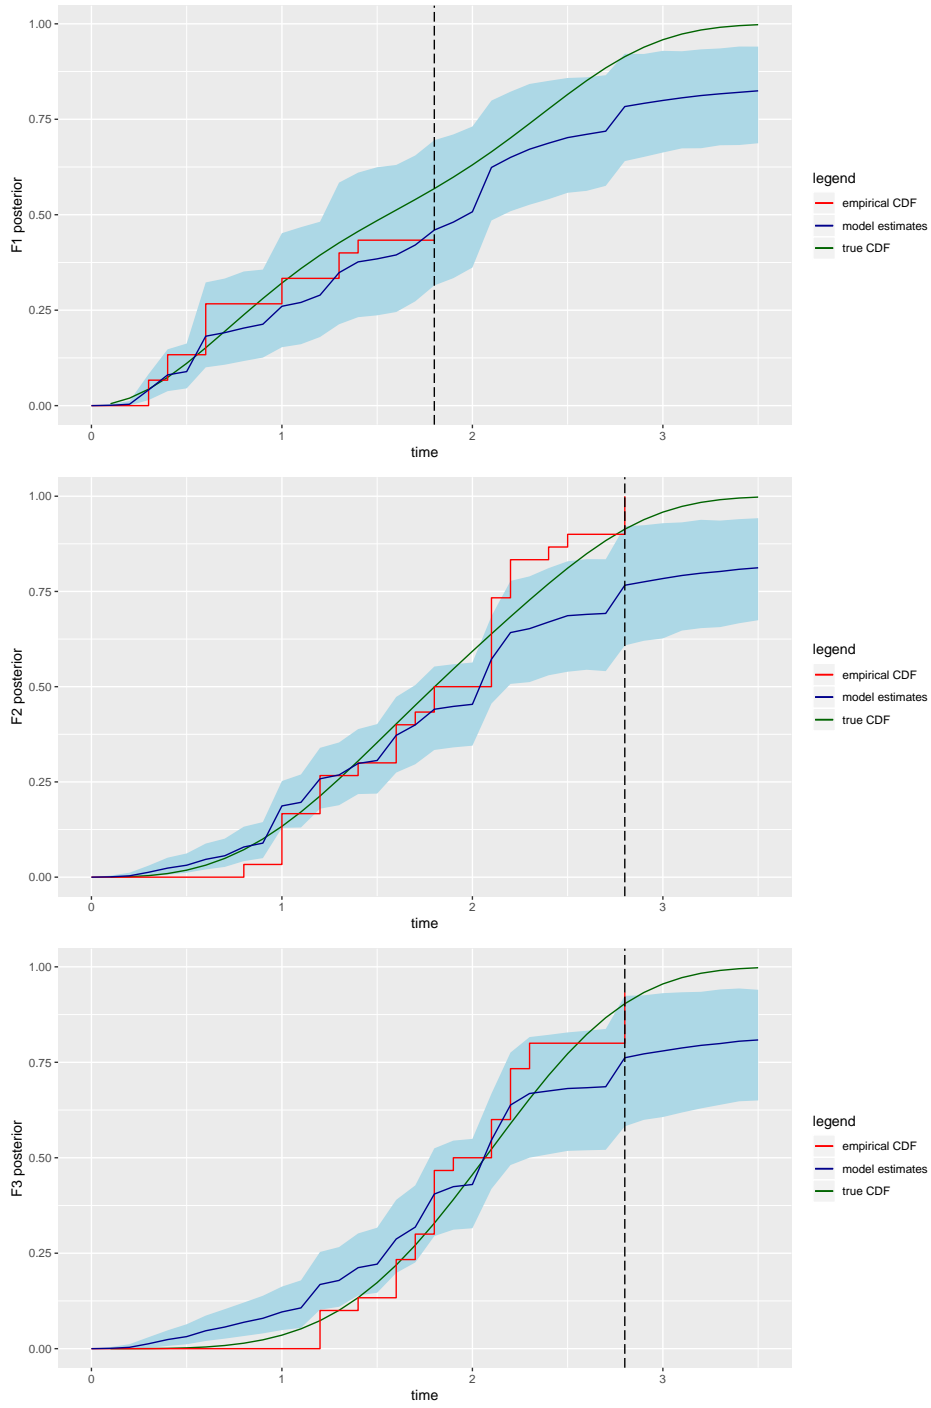 F1 posterior
1.00
0.75
0.50
0.25
0.00
0 1 2 3
time
legend
empirical CDF
model estimates
true CDF
F2 posterior
1.00
0.75
0.50
0.25
0.00
0 1 2 3
time
legend
empirical CDF
model estimates
true CDF
F3 posterior
1.00
0.75
0.50
0.25
0.00
0 1 2 3
time
legend
empirical CDF
model estimates
true CDF